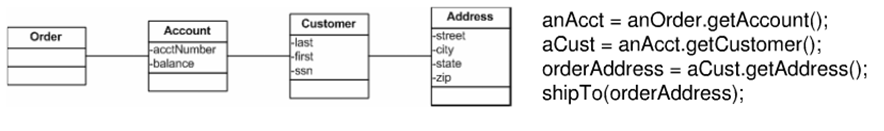 Order
Account
-acctNumber
-balance
Customer
-last
-first
-ssn
Address
-street
-city
-state
-zip
anAcct = anOrder.getAccount();
aCust = anAcct.getCustomer();
orderAddress = aCust.getAddress();
shipTo(orderAddress);